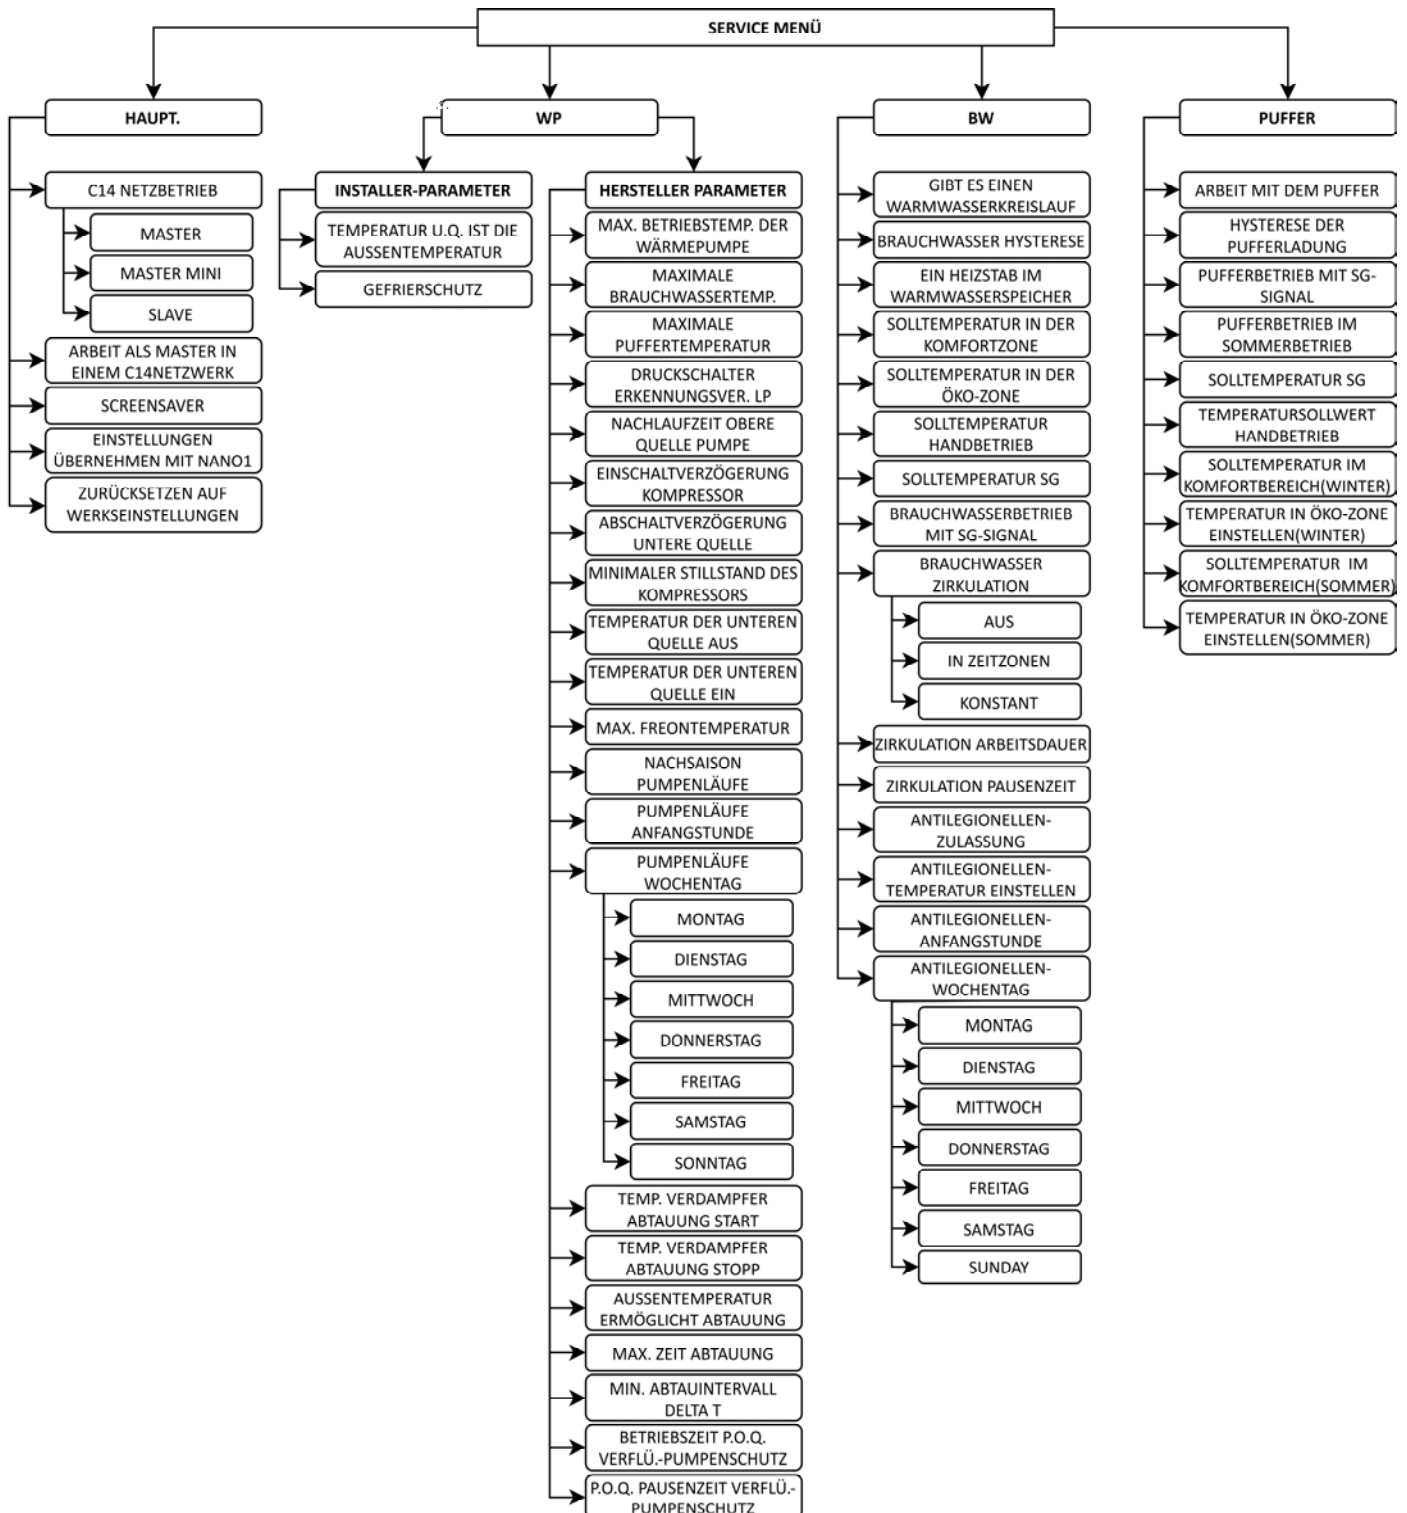 SERVICE MENÜ
HAUPT.
C14 NETZBETRIEB
MASTER
MASTER MINI
SLAVE
ARBEIT ALS MASTER IN
EINEM C14NETZWERK
SCREENSAVER
EINSTELLUNGEN
ÜBERNEHMEN MIT NANO1
ZURÜCKSETZEN AUF
WERKSEINSTELLUNGEN
WP
INSTALLER-PARAMETER
TEMPERATUR U.Q. IST DIE
AUSSENTEMPERATUR
GEFRIERSCHUTZ
HERSTELLER PARAMETER
MAX. BETRIEBSTEMP. DER
WÄRMEPUMPE
MAXIMALE
BRAUCHWASSERTEMP.
MAXIMALE
PUFFERTEMPERATUR
DRUCKSCHALTER
ERKENNUNGSVER. LP
NACHLAUFZEIT OBERE
QUELLE PUMPE
EINSCHALTVERZÖGERUNG
KOMPRESSOR
ABSCHALTVERZÖGERUNG
UNTERE QUELLE
MINIMALER STILLSTAND DES
KOMPRESSORS
TEMPERATUR DER UNTEREN
QUELLE AUS
TEMPERATUR DER UNTEREN
QUELLE EIN
MAX. FREONTEMPERATUR
NACHSAISON
PUMPENLÄUFE
PUMPENLÄUFE
ANFANGSTUNDE
PUMPENLÄUFE
WOCHENTAG
MONTAG
DIENSTAG
MITTWOCH
DONNERSTAG
FREITAG
SAMSTAG
SONNTAG
TEMP. VERDAMPFER
ABTAUUNG START
TEMP. VERDAMPFER
ABTAUUNG STOPP
AUSSENTEMPERATUR
ERMÖGLICHT ABTAUUNG
MAX. ZEIT ABTAUUNG
MIN. ABTAUINTERVALL
DELTA T
BETRIEBSZEIT P.O.Q.
VERFLÜ.-PUMPENSCHUTZ
P.O.Q. PAUSENZEIT VERFLÜ.-
PUMPENSCHUTZ
BW
GIBT ES EINEN
WARMWASSERKREISLAUF
BRAUCHWASSER HYSTERESE
EIN HEIZSTAB IM
WARMWASSERSPEICHER
SOLLTEMPERATUR IN DER
KOMFORTZONE
SOLLTEMPERATUR IN DER
ÖKO-ZONE
SOLLTEMPERATUR
HANDBETRIEB
SOLLTEMPERATUR SG
BRAUCHWASSERBETRIEB
MIT SG-SIGNAL
BRAUCHWASSER
ZIRKULATION
AUS
IN ZEITZONEN
KONSTANT
ZIRKULATION ARBEITSDAUER
ZIRKULATION PAUSENZEIT
ANTILEGIONELLEN-
ZULASSUNG
ANTILEGIONELLEN-
TEMPERATUR EINSTELLEN
ANTILEGIONELLEN-
ANFANGSTUNDE
ANTILEGIONELLEN-
WOCHENTAG
MONTAG
DIENSTAG
MITTWOCH
DONNERSTAG
FREITAG
SAMSTAG
SUNDAY
PUFFER
ARBEIT MIT DEM PUFFER
HYSTERESE DER
PUFERLADUNG
PUFFERBETRIEB MIT SG-
SIGNAL
PUFFERBETRIEB IM
SOMMERBETRIEB
SOLLTEMPERATUR SG
TEMPERATURSOLLWERT
HANDBETRIEB
SOLLTEMPERATUR IM
KOMFORTBEREICH(WINTER)
TEMPERATUR IN ÖKO-ZONE
EINSTELLEN(WINTER)
SOLLTEMPERATUR IM
KOMFORTBEREICH(SOMMER)
TEMPERATUR IN ÖKO-ZONE
EINSTELLEN(SOMMER)